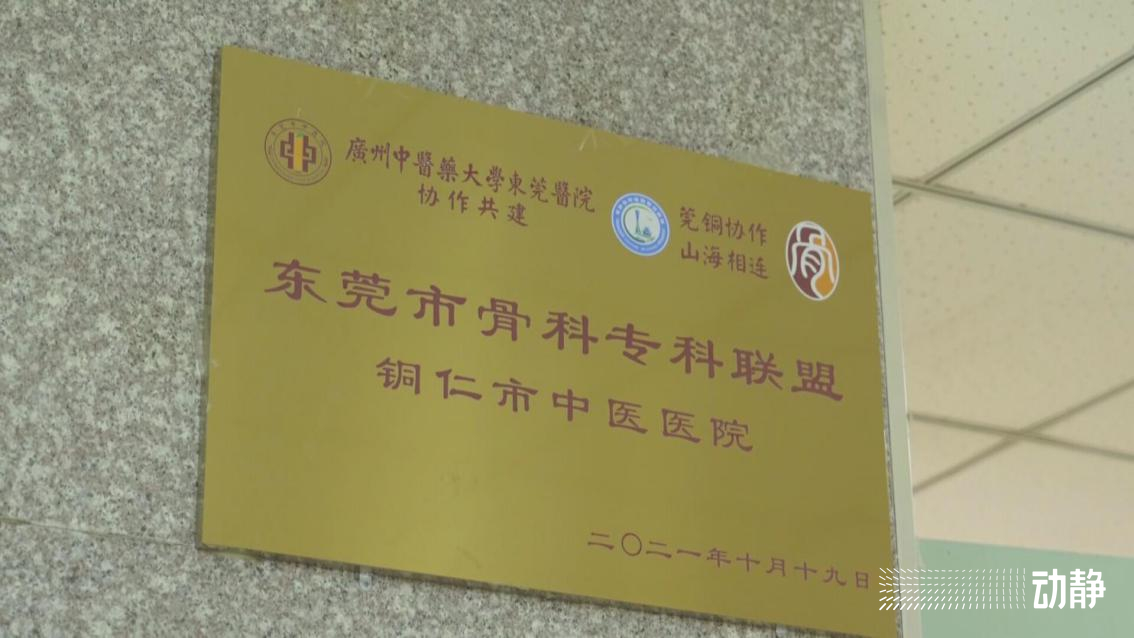 廣州中醫藥大學東莞醫院
协作共建
莞铜协作
山海相连
东莞市骨科专科联盟
铜仁市中医医院
二〇二一年十月十九日
动静